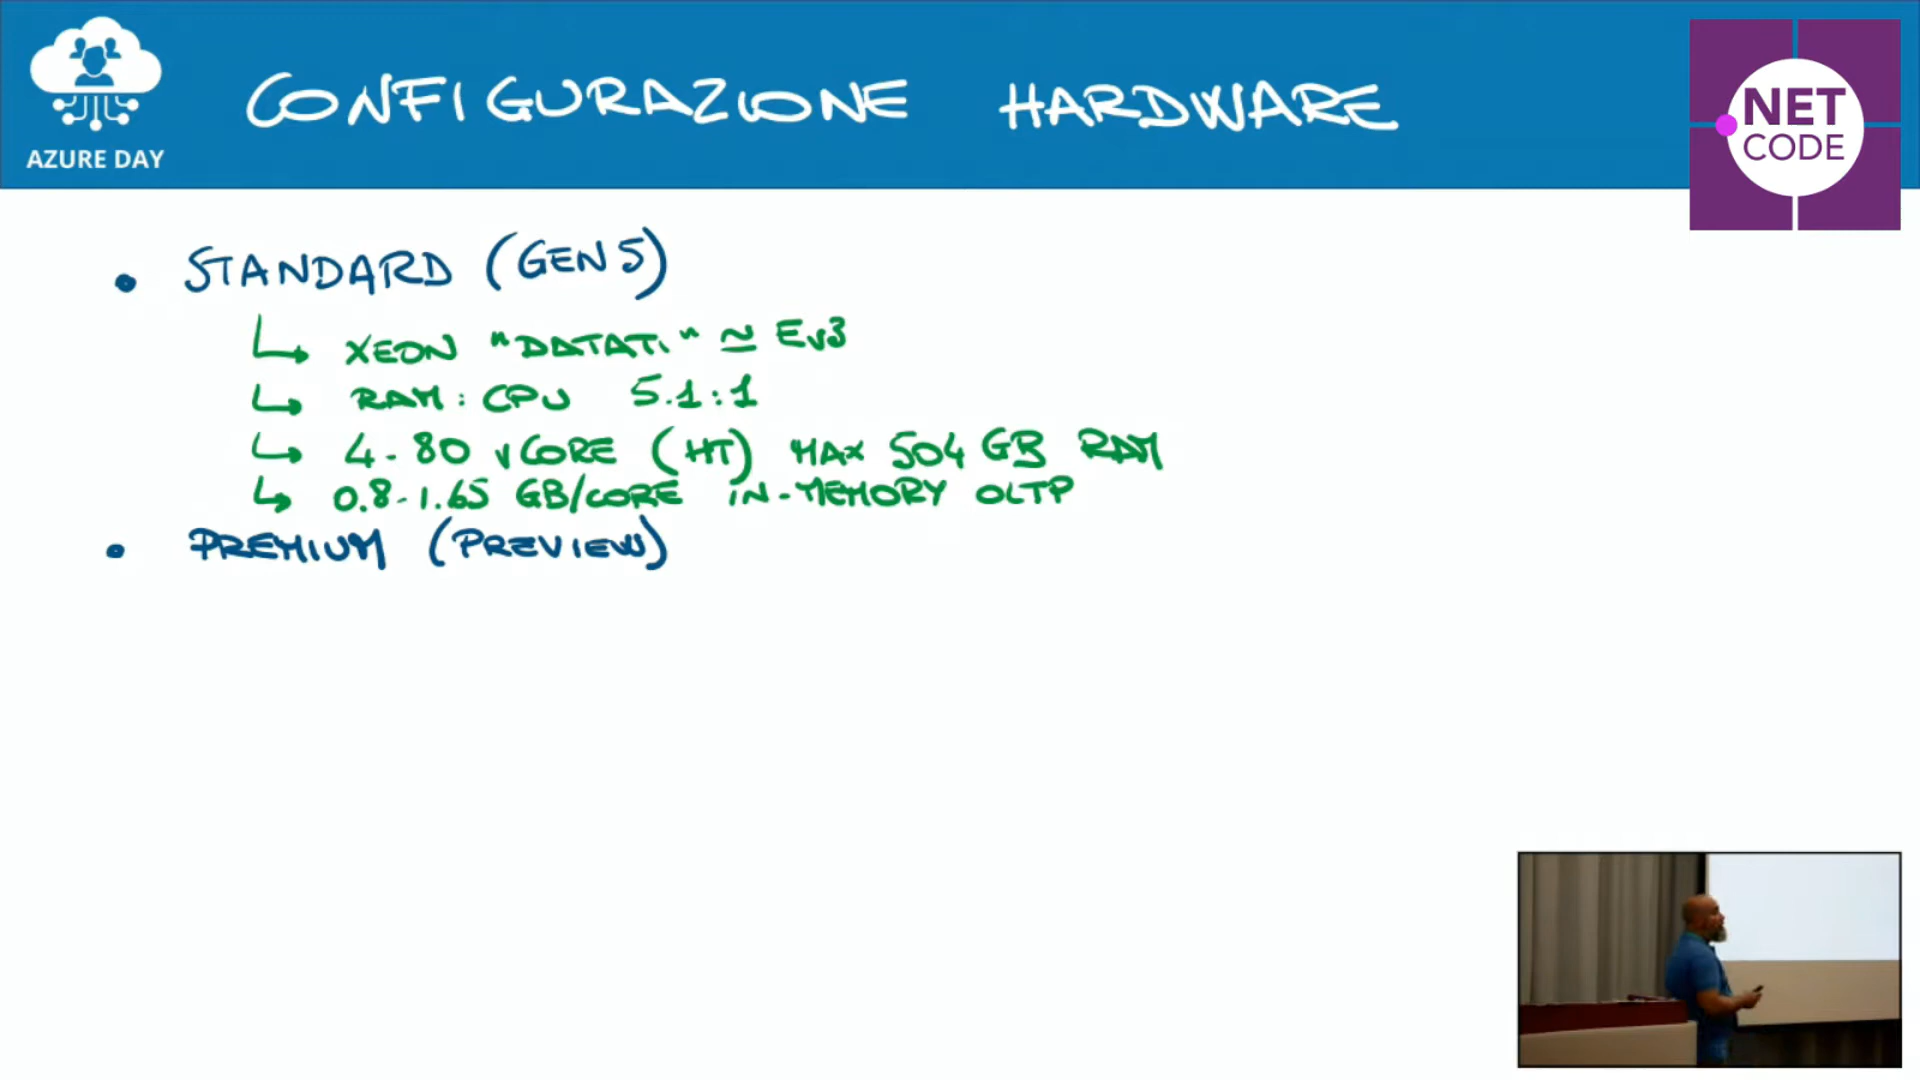 CONFIGURAZIONE HARDWARE
AZURE DAY
NET
CODE
• STANDARD (GEN5)
↳ XEON "DATATI" ≃ Ev3
↳ RAM: CPU 5.1:1
↳ 4-80 vCORE (HT) MAX 504 GB RAM
↳ 0.8-1.65 GB/CORE IN-MEMORY OLTP
• PREMIUM (PREVIEW)